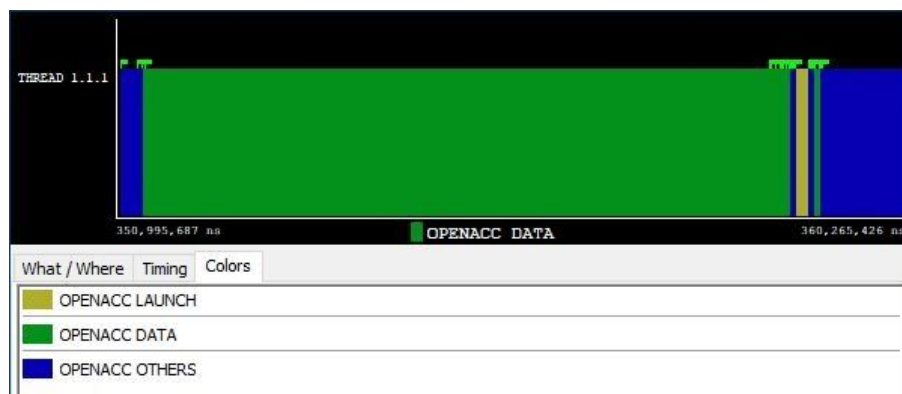 THREAD 1.1.1
350,995,687 ns
OPENACC DATA
360,265,426 ns
What / Where
Timing
Colors
OPENACC LAUNCH
OPENACC DATA
OPENACC OTHERS